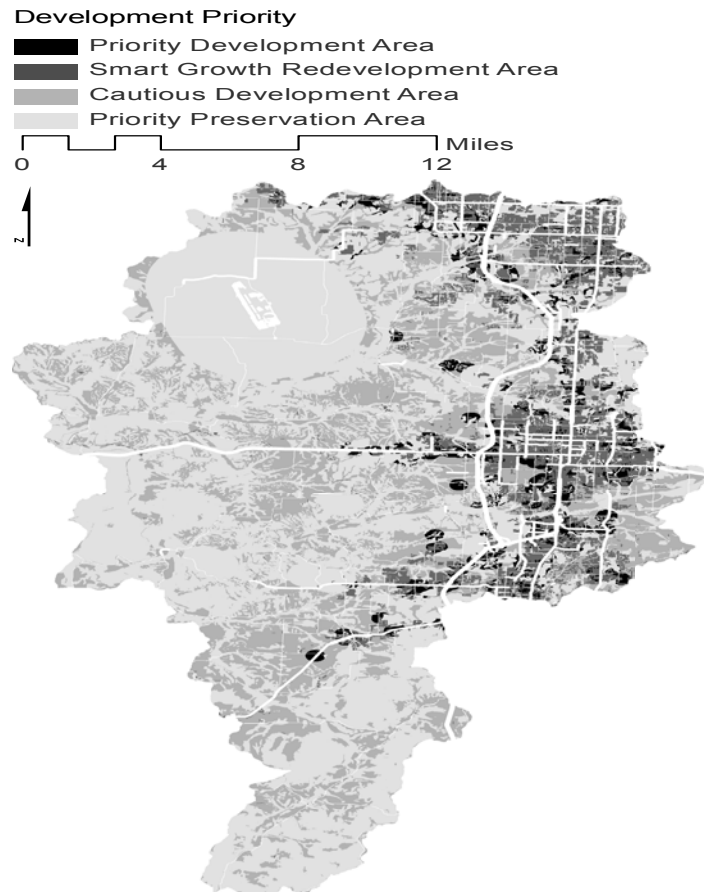 Development Priority
Priority Development Area
Smart Growth Redevelopment Area
Cautious Development Area
Priority Preservation Area
Miles
0 4 8 12
N